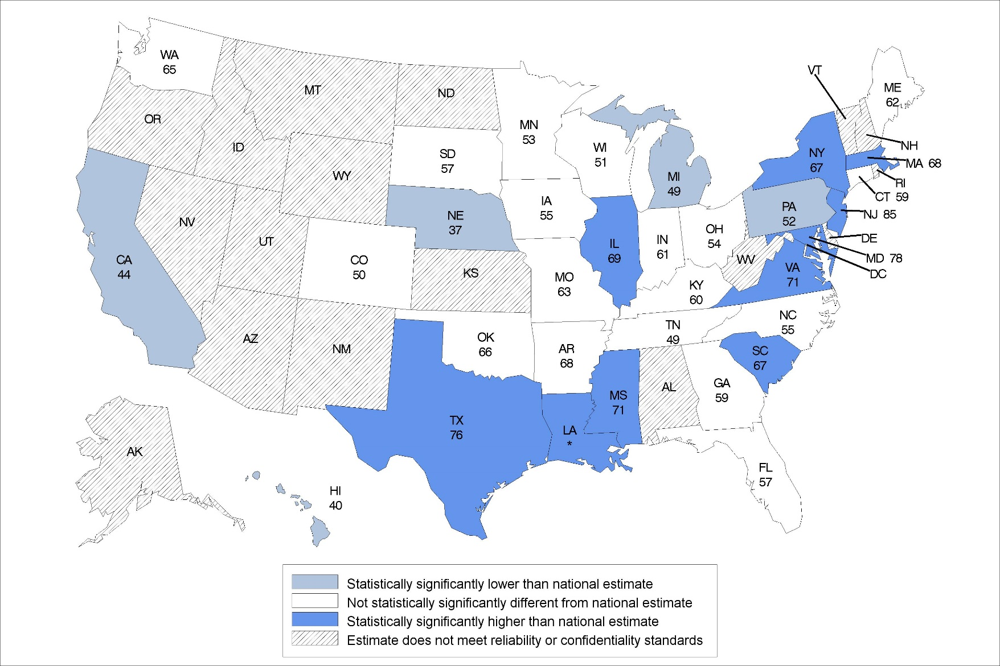 WA
65
MT
ND
VT
ME
62
OR
ID
MN
53
NH
WI
51
SD
57
NY
67
MA 68
WY
MI
49
RI
CT 59
IA
55
PA
52
NJ 85
NV
NE
37
OH
54
DE
UT
IN
61
IL
69
MD 78
CA
44
CO
50
WV
VA
71
DC
KS
MO
63
KY
60
NC
55
AZ
NM
OK
66
TN
49
AR
68
SC
67
AL
GA
59
MS
71
TX
76
LA
*
AK
FL
57
HI
40
Statistically significantly lower than national estimate
Not statistically significantly different from national estimate
Statistically significantly higher than national estimate
Estimate does not meet reliability or confidentiality standards